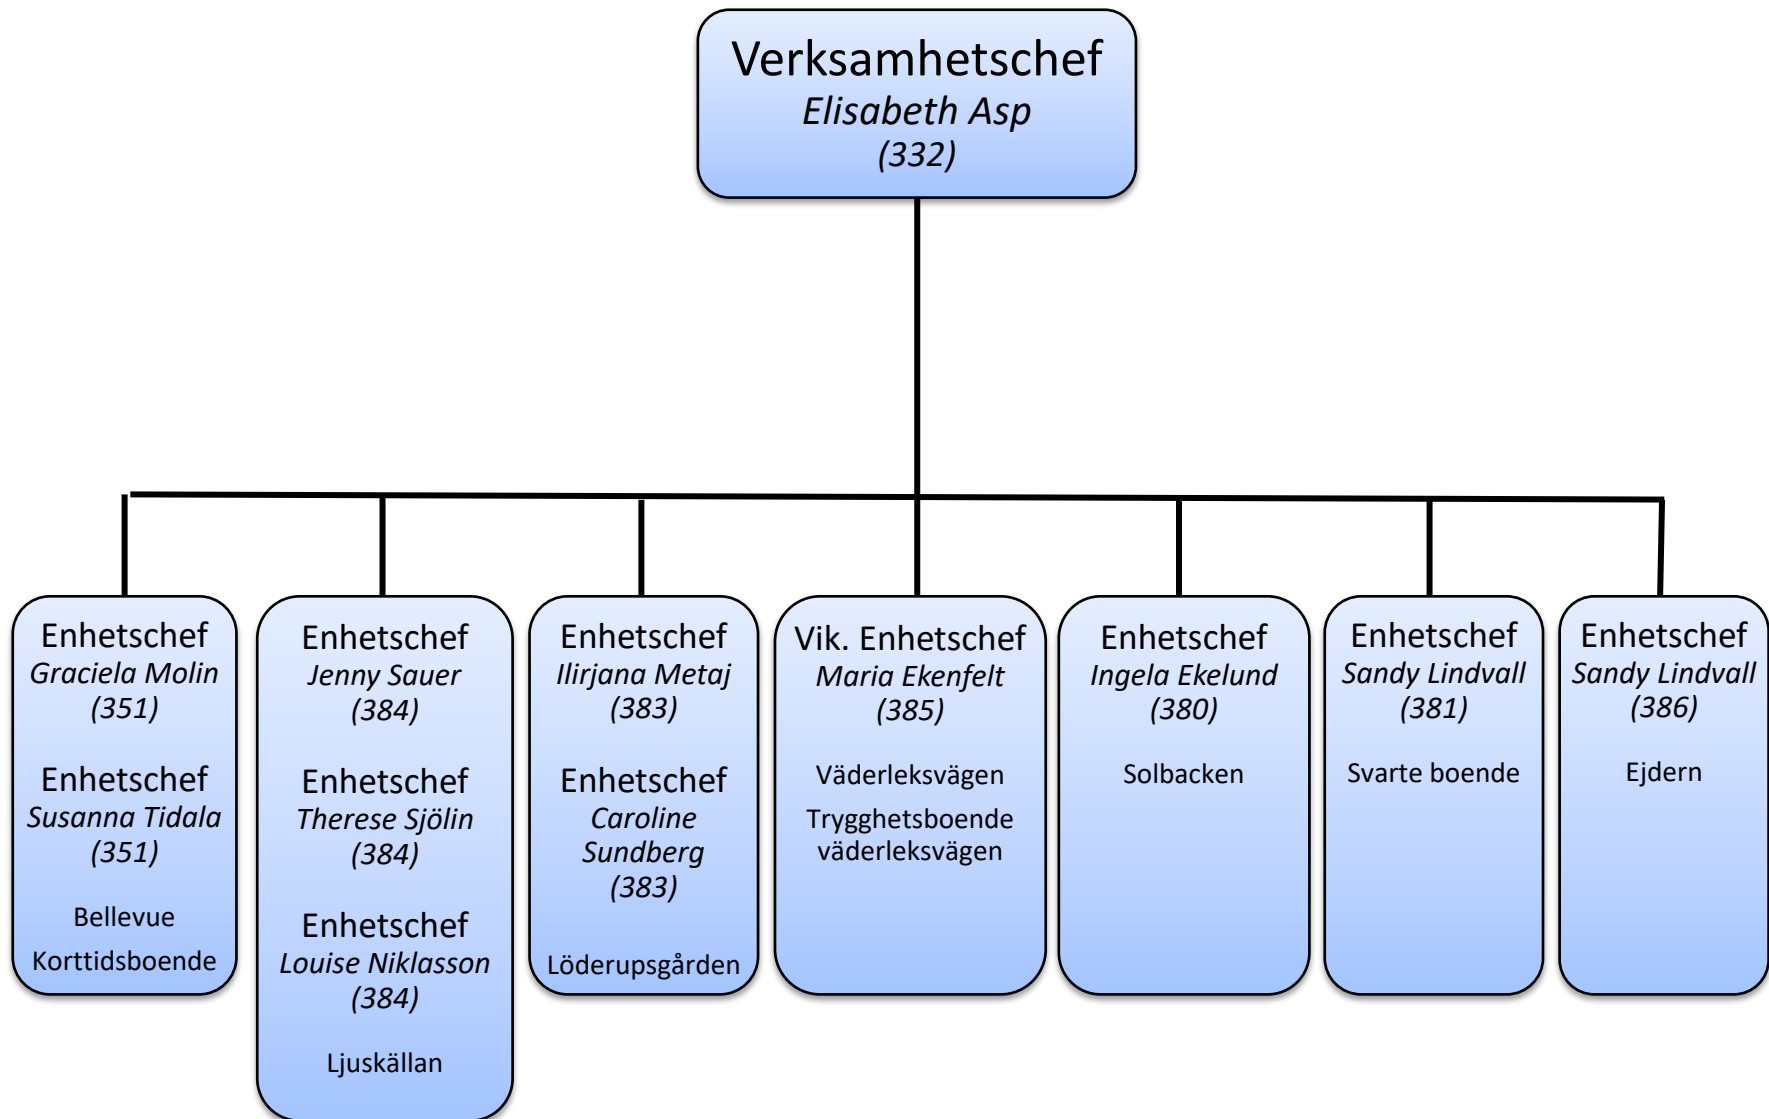 Verksamhetschef
Elisabeth Asp
(332)
Enhetschef
Graciela Molin
(351)
Enhetschef
Susanna Tidala
(351)
Bellevue
Korttidsboende
Enhetschef
Jenny Sauer
(384)
Enhetschef
Therese Sjölin
(384)
Enhetschef
Louise Niklasson
(384)
Ljuskällan
Enhetschef
Ilirjana Metaj
(383)
Enhetschef
Caroline
Sundberg
(383)
Löderupsgården
Vik. Enhetschef
Maria Ekenfelt
(385)
Väderleksvägen
Trygghetsboende
väderleksvägen
Enhetschef
Ingela Ekelund
(380)
Solbacken
Enhetschef
Sandy Lindvall
(381)
Svarte boende
Enhetschef
Sandy Lindvall
(386)
Ejdern